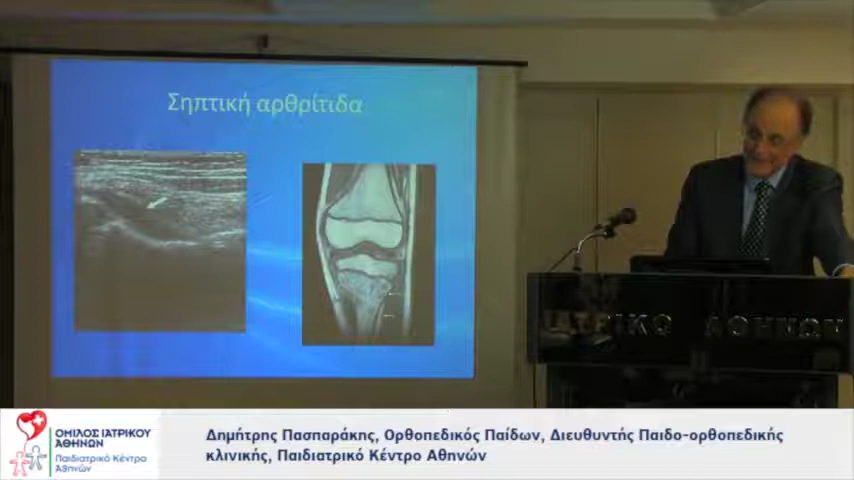 Σηπτική αρθρίτιδα
ΙΑΤΡΙΚΟ ΑΘΗΝΩΝ
ΟΜΙΛΟΣ ΙΑΤΡΙΚΟΥ
ΑΘΗΝΩΝ
Παιδιατρικό Κέντρο
Αθηνών
Δημήτρης Πασπαράκης, Ορθοπεδικός Παίδων, Διευθυντής Παιδο-ορθοπεδικής
κλινικής, Παιδιατρικό Κέντρο Αθηνών